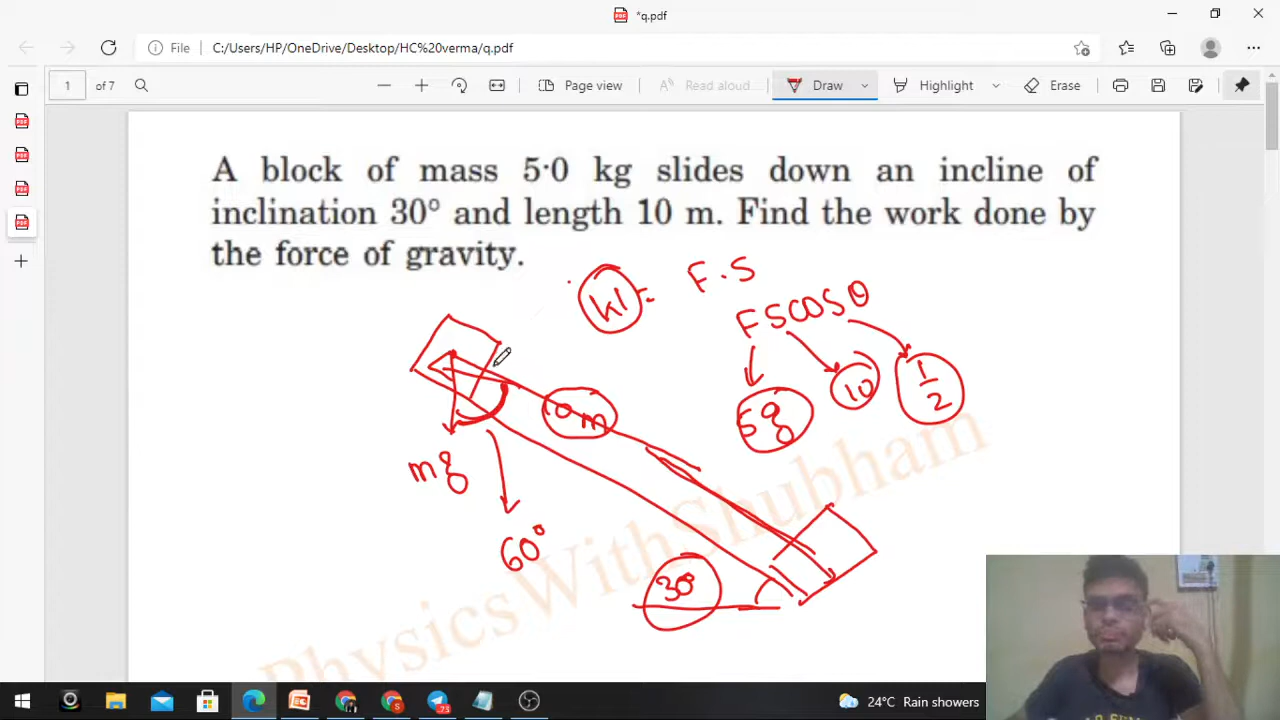 *q.pdf
File C:/Users/HP/OneDrive/Desktop/HC%20verma/q.pdf
1 of 7 Page view Read aloud Draw Highlight Erase
A block of mass 5·0 kg slides down an incline of
inclination 30° and length 10 m. Find the work done by
the force of gravity.
W = F.S
FSCOSθ
5g 10 1/2
10 m
mg
60°
30°
PhysicsWithShubham
23
24°C Rain showers